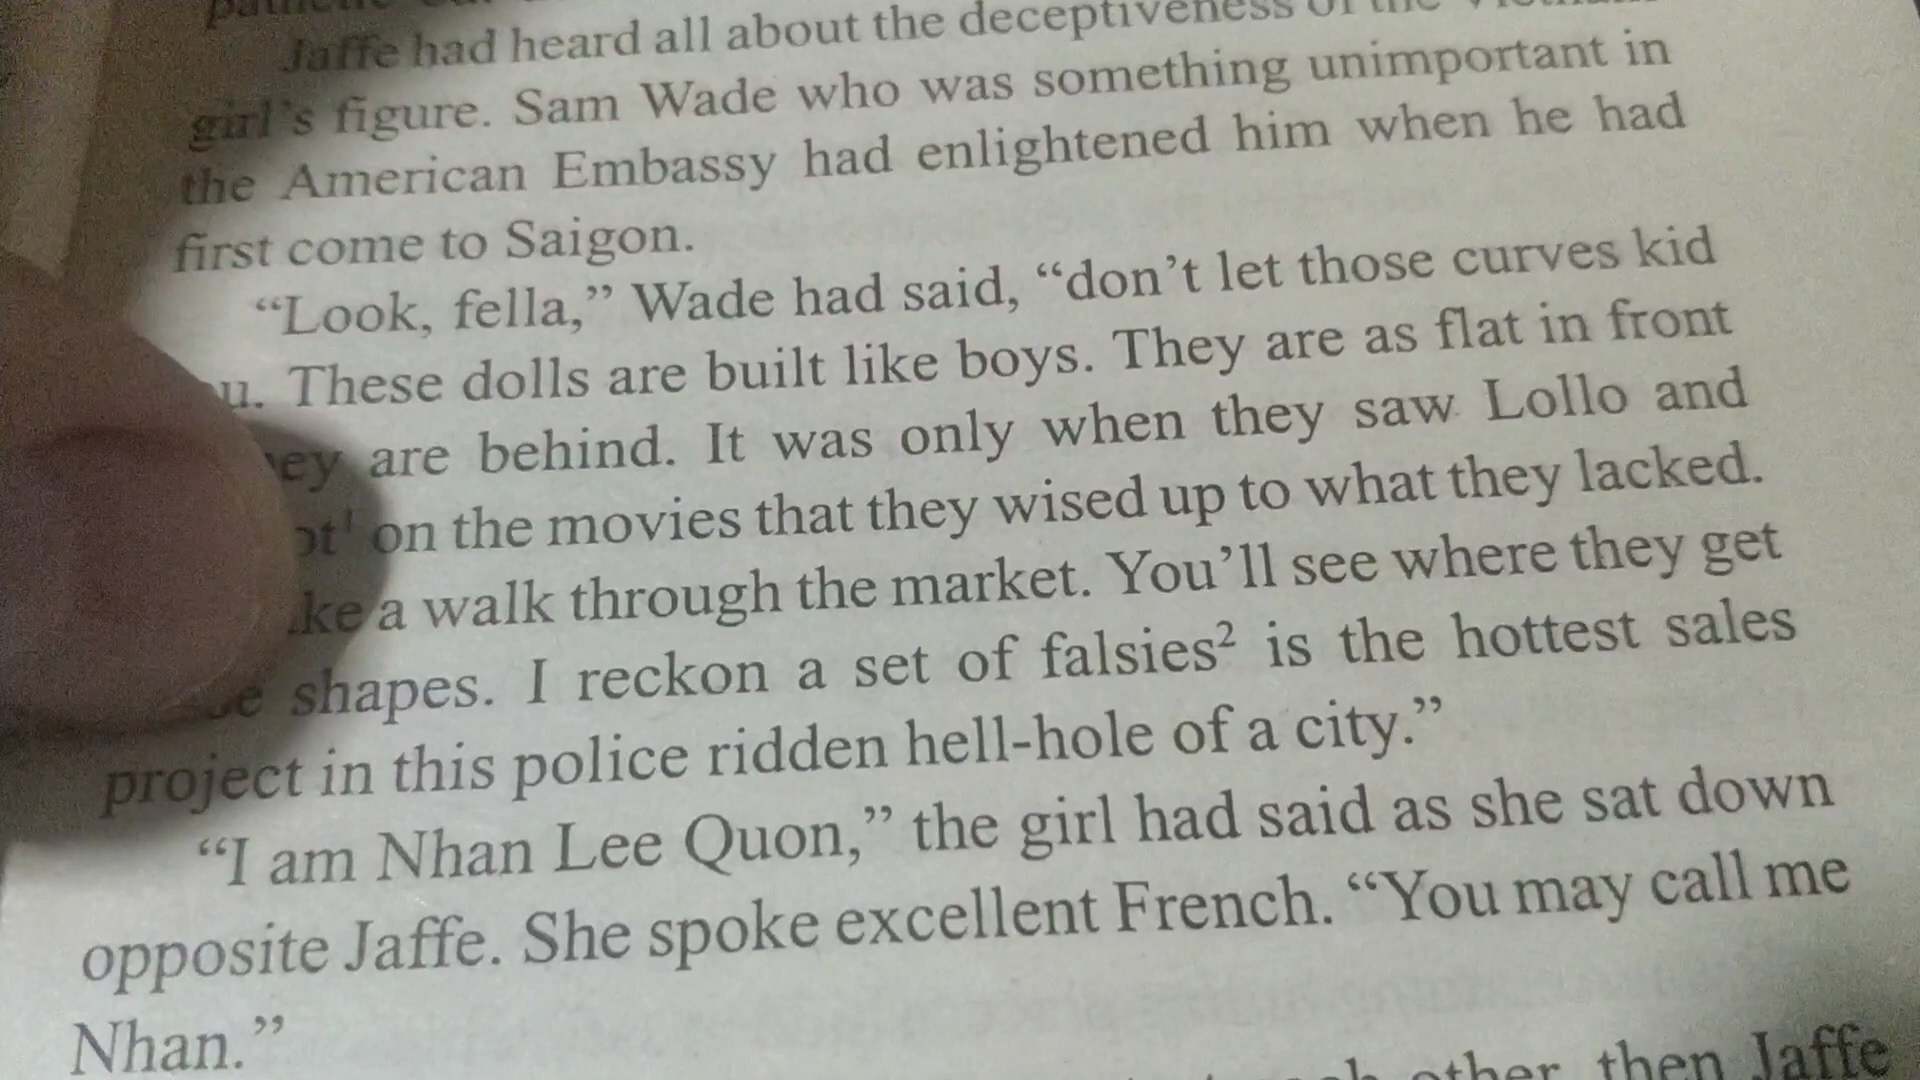 Jaffe had heard all about the deceptiveness of the
girl's figure. Sam Wade who was something unimportant in
the American Embassy had enlightened him when he had
first come to Saigon.
“Look, fella,” Wade had said, “don't let those curves kid
u. These dolls are built like boys. They are as flat in front
ey are behind. It was only when they saw Lollo and
ot¹ on the movies that they wised up to what they lacked.
ke a walk through the market. You'll see where they get
e shapes. I reckon a set of falsies² is the hottest sales
project in this police ridden hell-hole of a city.”
“I am Nhan Lee Quon,” the girl had said as she sat down
opposite Jaffe. She spoke excellent French. “You may call me
Nhan.”
other, then Jaffe